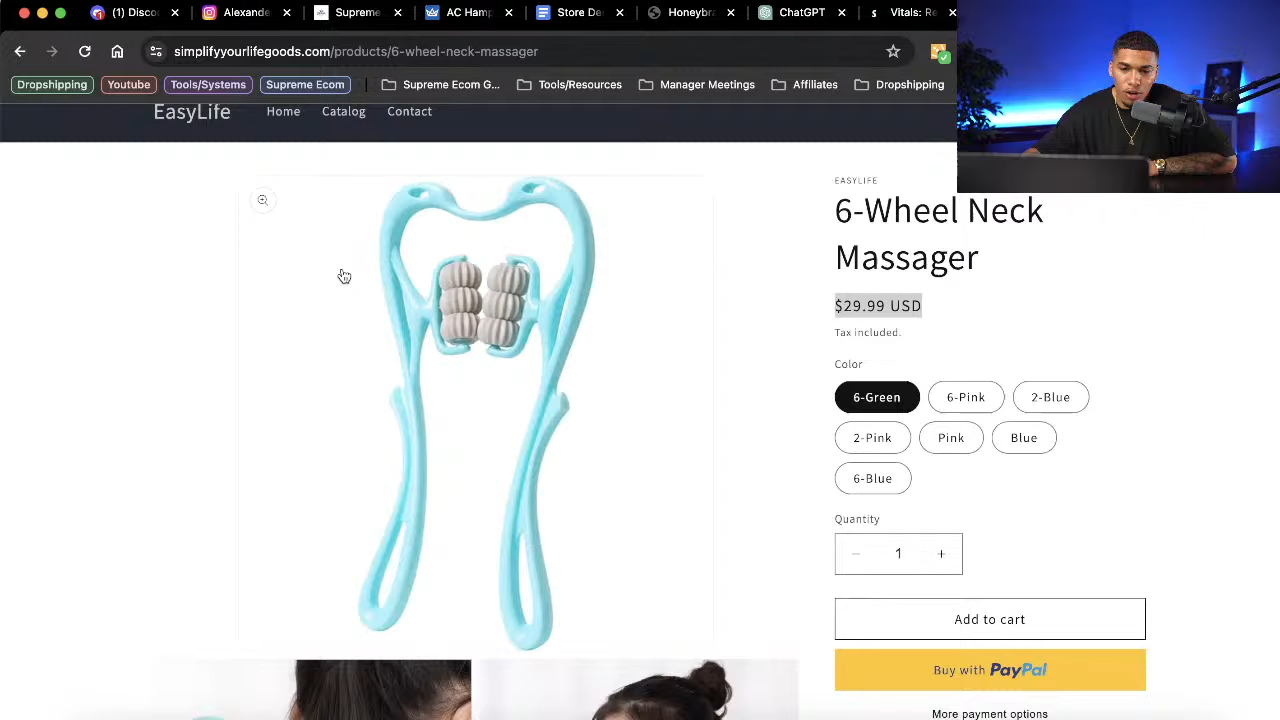 (1) Disco
Alexande
Supreme
AC Hamp
Store De
Honeybra
ChatGPT
Vitals: Re
simplifyyourlifegoods.com/products/6-wheel-neck-massager
Dropshipping
Youtube
Tools/Systems
Supreme Ecom
Supreme Ecom G...
Tools/Resources
Manager Meetings
Affiliates
Dropshipping
EasyLife
Home
Catalog
Contact
EASYLIFE
6-Wheel Neck
Massager
$29.99 USD
Tax included.
Color
6-Green
6-Pink
2-Blue
2-Pink
Pink
Blue
6-Blue
Quantity
1
Add to cart
Buy with PayPal
More payment options